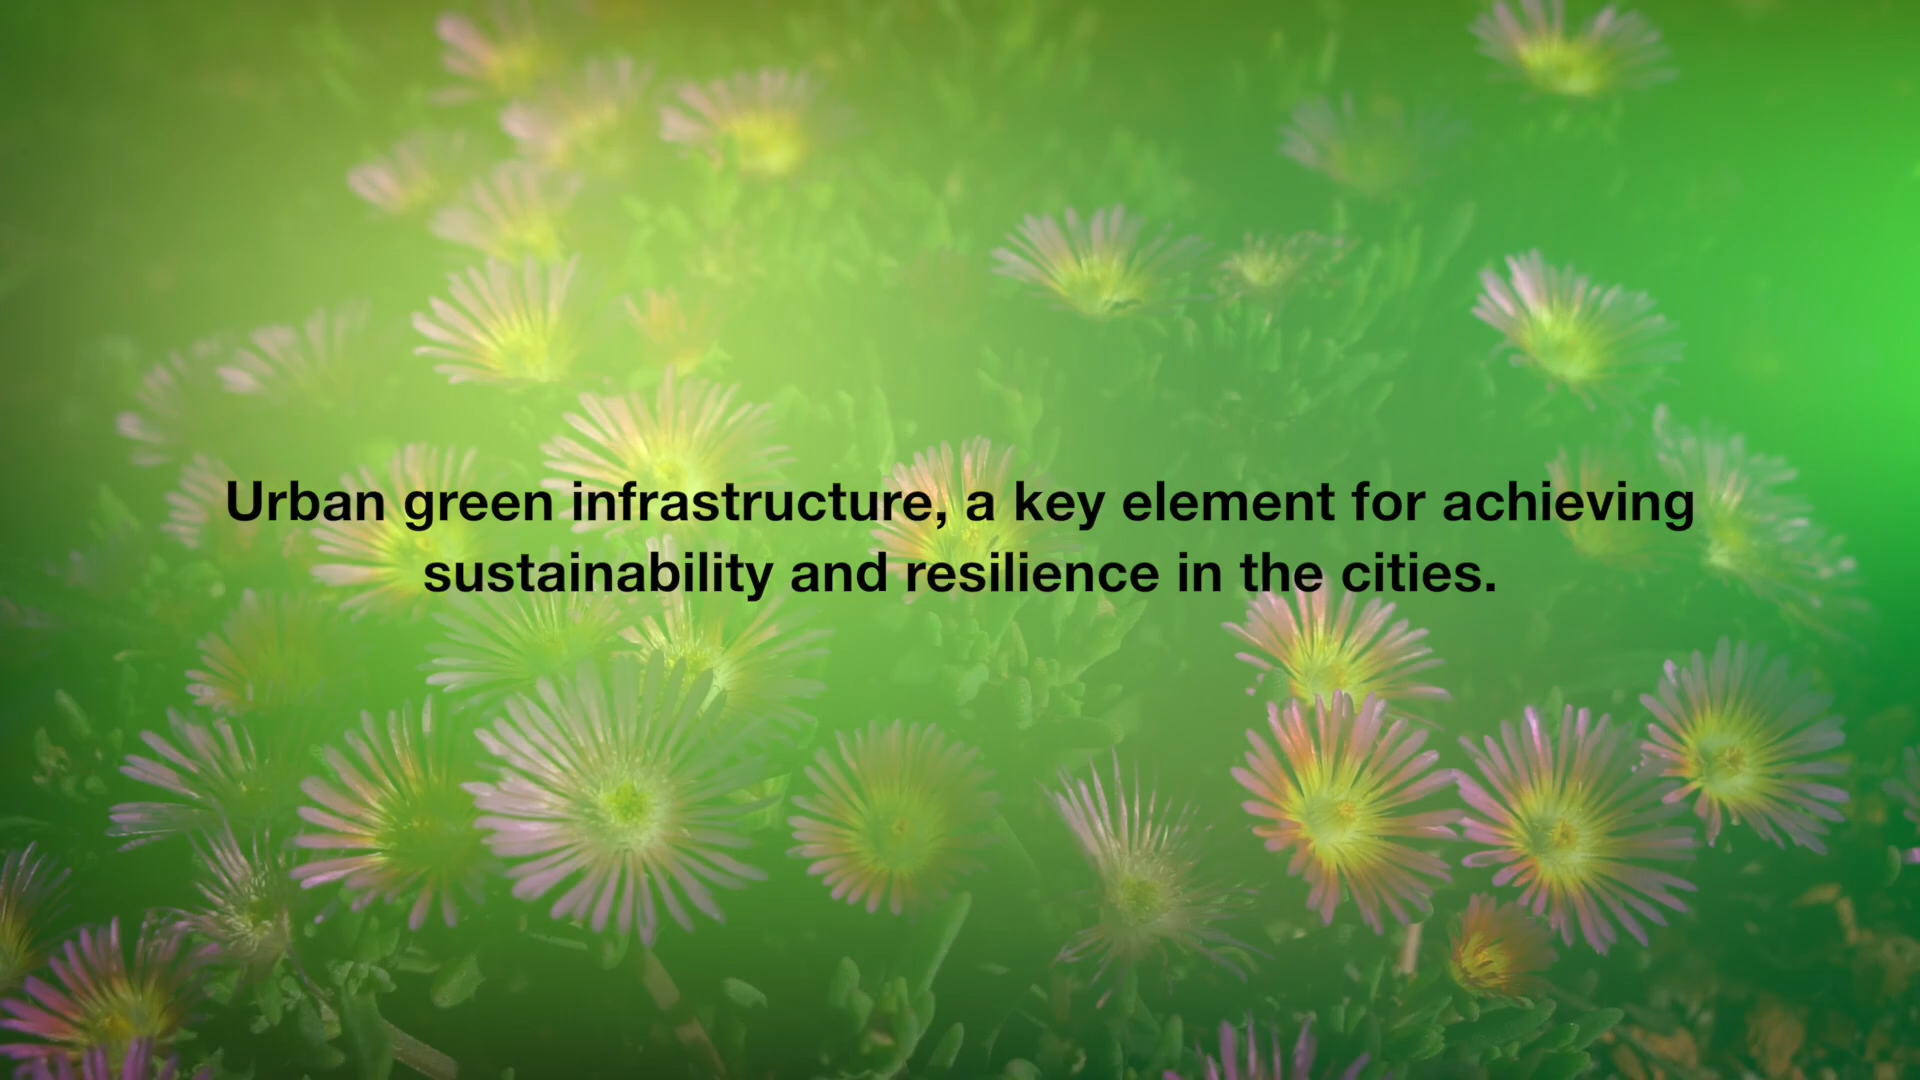 Urban green infrastructure, a key element for achieving
sustainability and resilience in the cities.